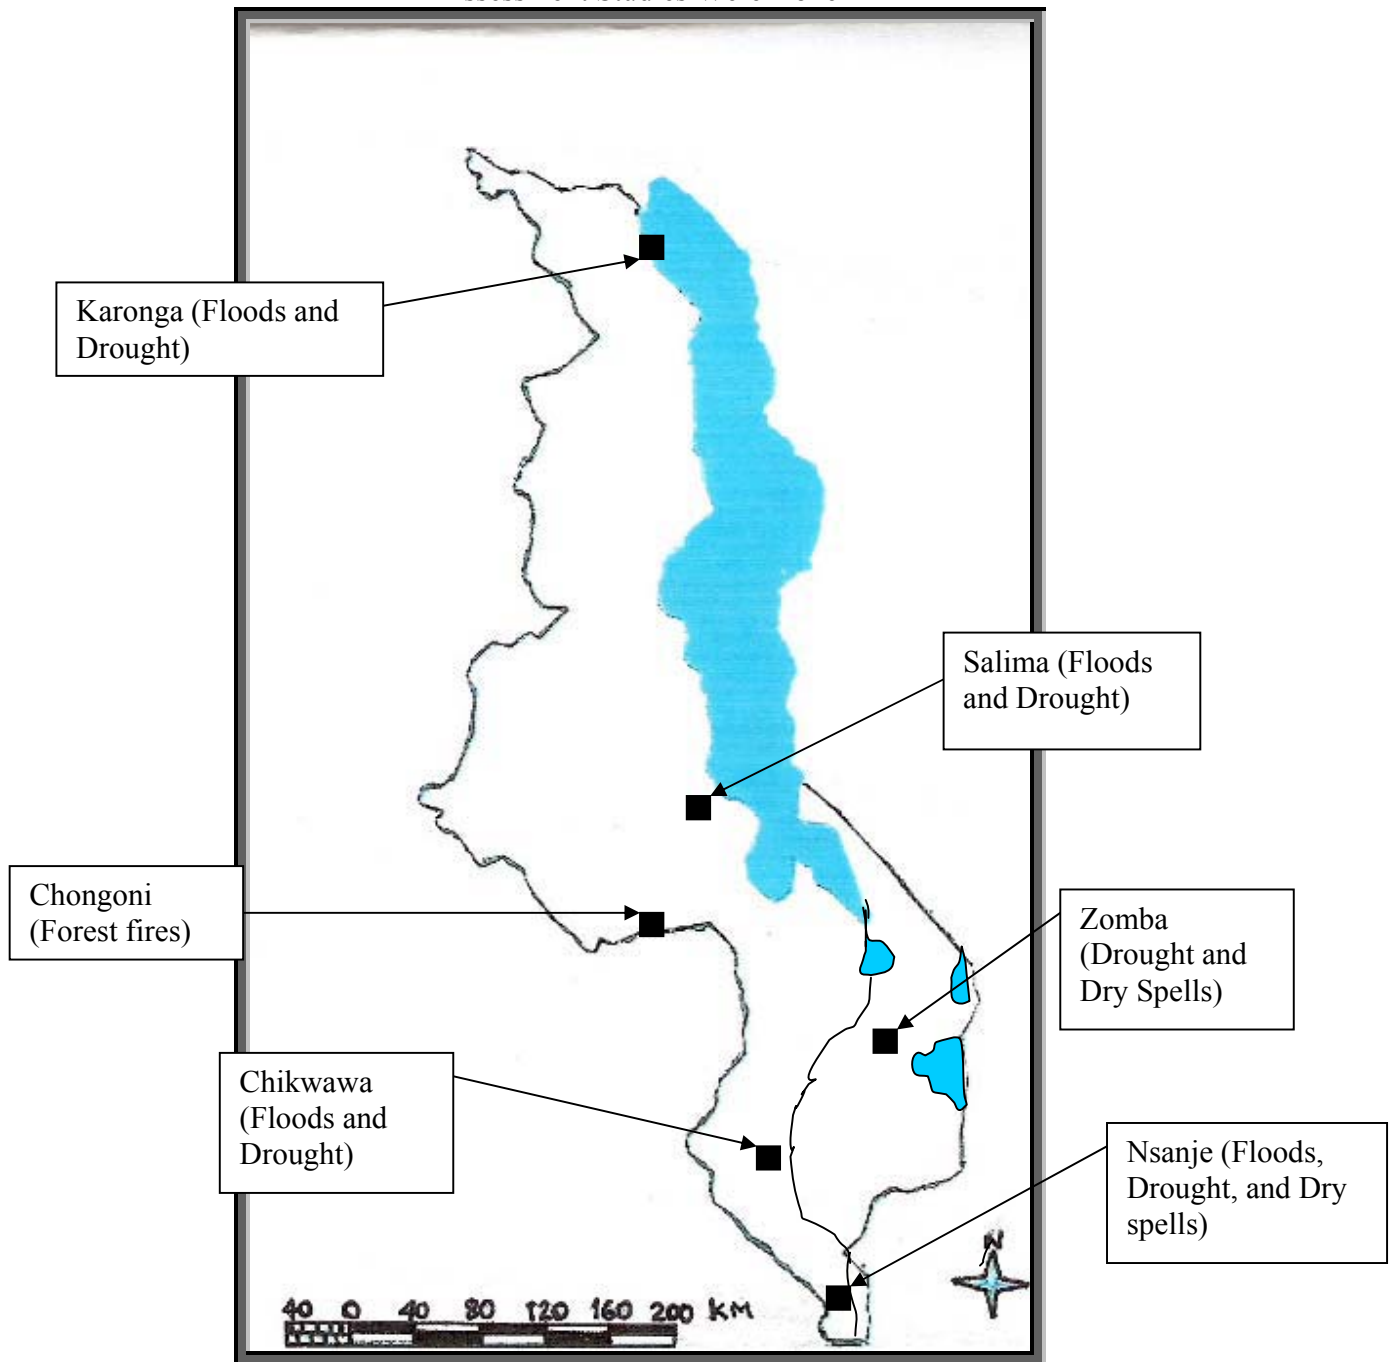 Karonga (Floods and
Drought)
Salima (Floods
and Drought)
Chongoni
(Forest fires)
Zomba
(Drought and
Dry Spells)
Chikwawa
(Floods and
Drought)
Nsanje (Floods,
Drought, and Dry
spells)
N
40 0 40 80 120 160 200 KM